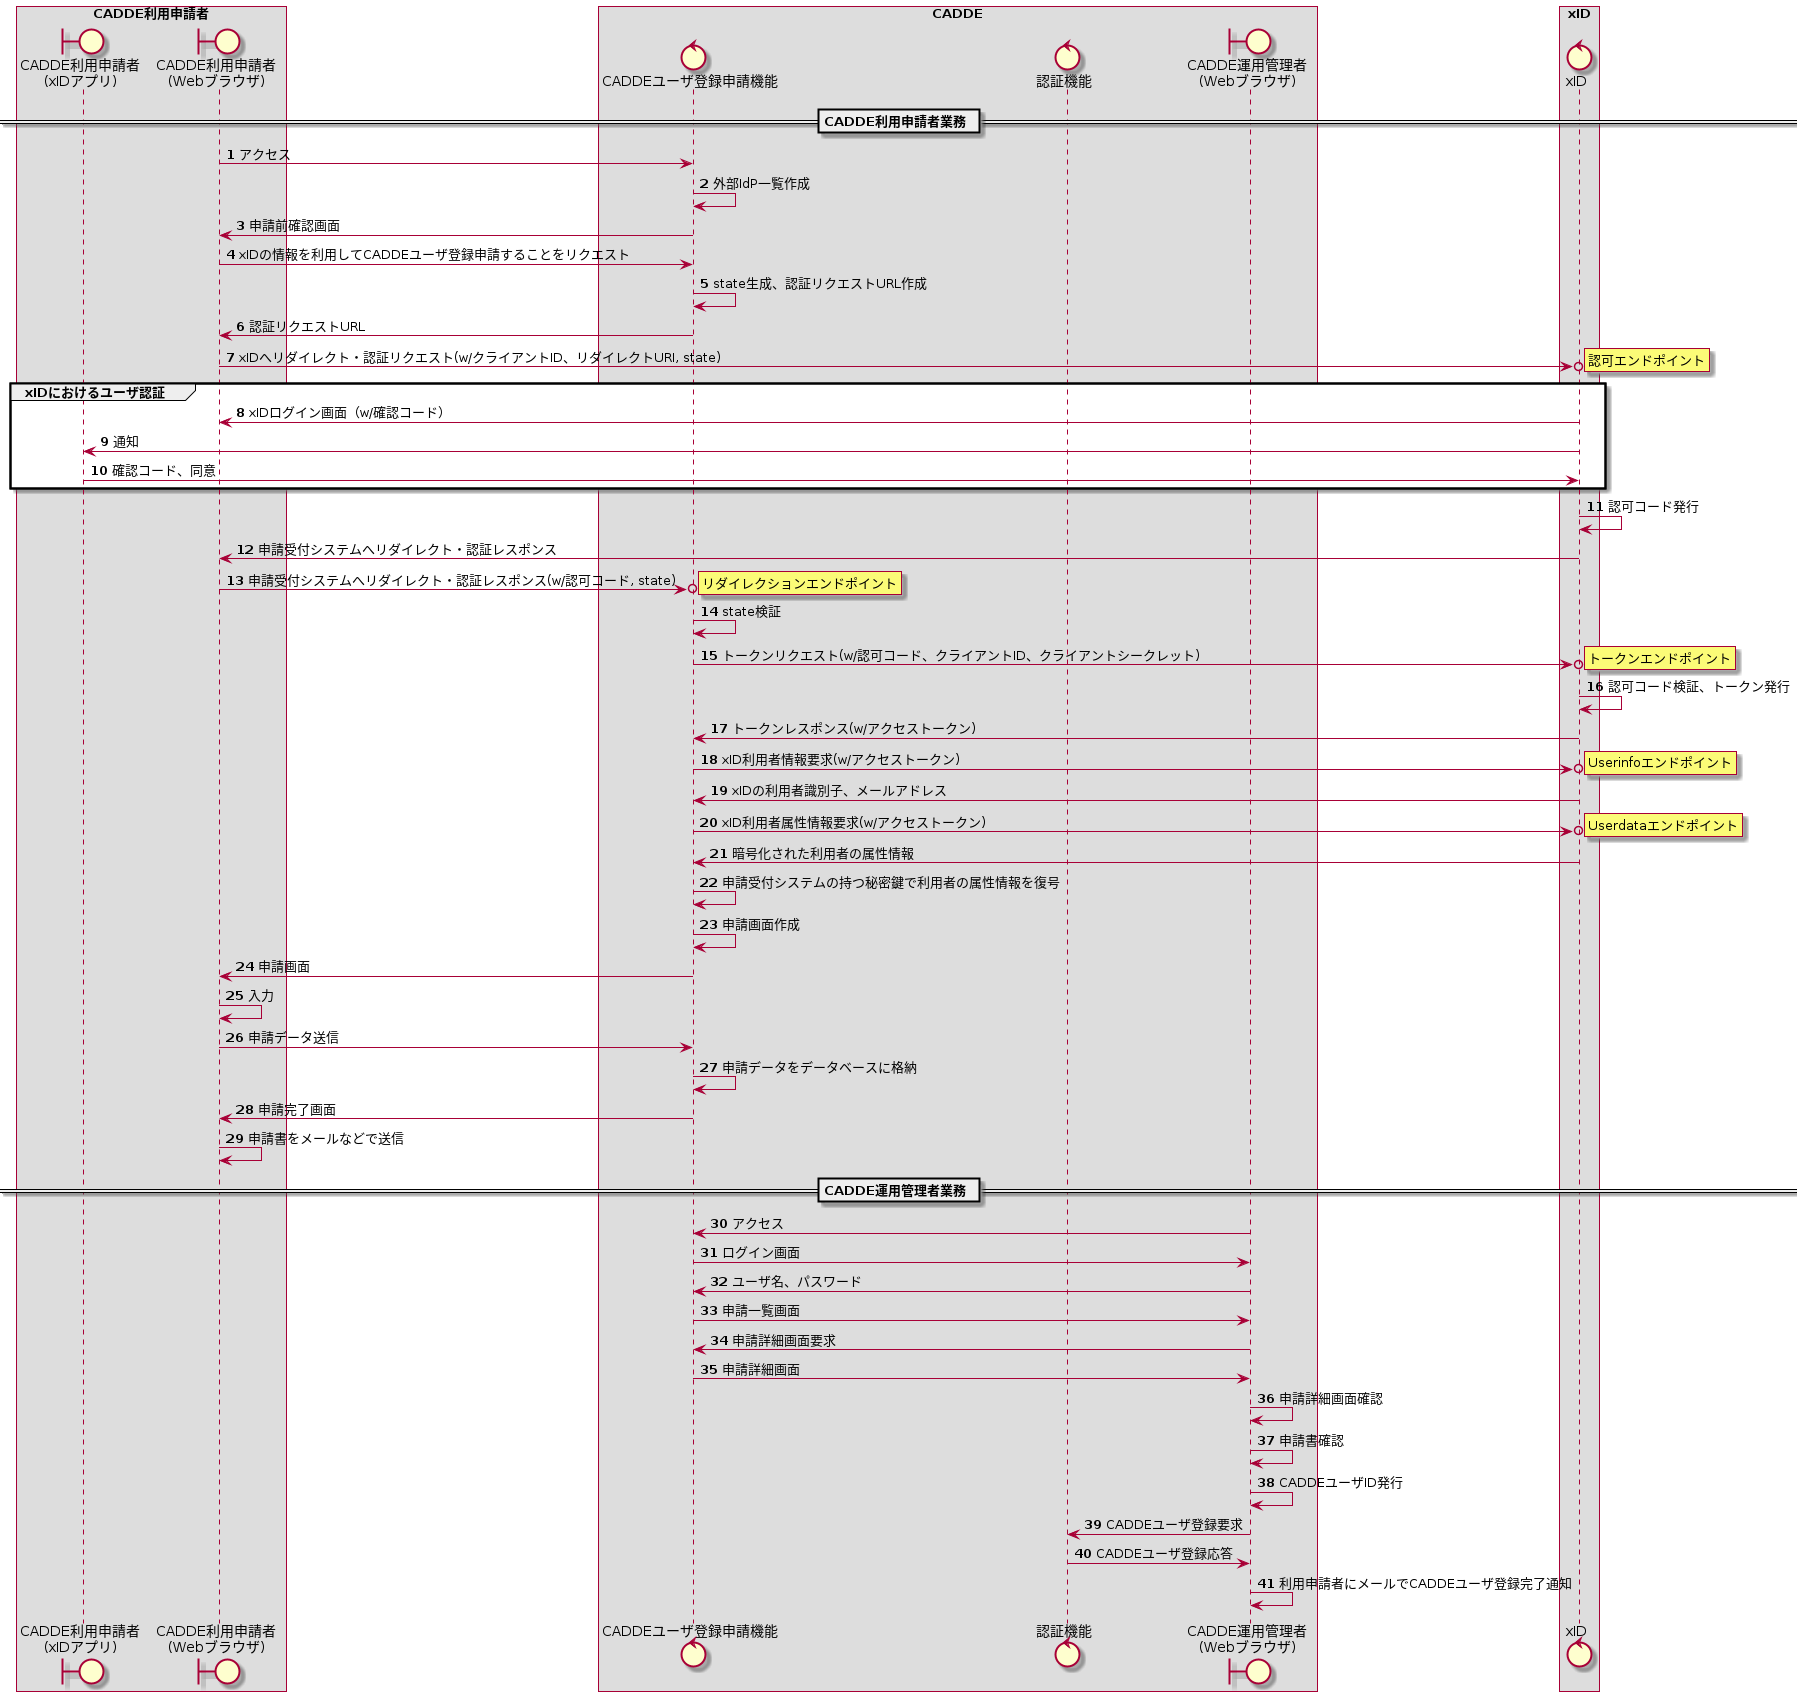 CADDE利用申請者
CADDE
xID
CADDE利用申請者
(xIDアプリ)
CADDE利用申請者
(Webブラウザ)
CADDEユーザ登録申請機能
認証機能
CADDE運用管理者
(Webブラウザ)
xID
CADDE利用申請者業務
1 アクセス
2 外部IdP一覧作成
3 申請前確認画面
4 xIDの情報を利用してCADDEユーザ登録申請することをリクエスト
5 state生成、認証リクエストURL作成
6 認証リクエストURL
7 xIDへリダイレクト・認証リクエスト(w/クライアントID、リダイレクトURI, state)
認可エンドポイント
xIDにおけるユーザ認証
8 xIDログイン画面（w/確認コード）
9 通知
10 確認コード、同意
11 認可コード発行
12 申請受付システムへリダイレクト・認証レスポンス
13 申請受付システムへリダイレクト・認証レスポンス(w/認可コード, state)
リダイレクションエンドポイント
14 state検証
15 トークンリクエスト(w/認可コード、クライアントID、クライアントシークレット)
トークンエンドポイント
16 認可コード検証、トークン発行
17 トークンレスポンス(w/アクセストークン)
18 xID利用者情報要求(w/アクセストークン)
Userinfoエンドポイント
19 xIDの利用者識別子、メールアドレス
20 xID利用者属性情報要求(w/アクセストークン)
Userdataエンドポイント
21 暗号化された利用者の属性情報
22 申請受付システムの持つ秘密鍵で利用者の属性情報を復号
23 申請画面作成
24 申請画面
25 入力
26 申請データ送信
27 申請データをデータベースに格納
28 申請完了画面
29 申請書をメールなどで送信
CADDE運用管理者業務
30 アクセス
31 ログイン画面
32 ユーザ名、パスワード
33 申請一覧画面
34 申請詳細画面要求
35 申請詳細画面
36 申請詳細画面確認
37 申請書確認
38 CADDEユーザID発行
39 CADDEユーザ登録要求
40 CADDEユーザ登録応答
41 利用申請者にメールでCADDEユーザ登録完了通知
CADDE利用申請者
(xIDアプリ)
CADDE利用申請者
(Webブラウザ)
CADDEユーザ登録申請機能
認証機能
CADDE運用管理者
(Webブラウザ)
xID